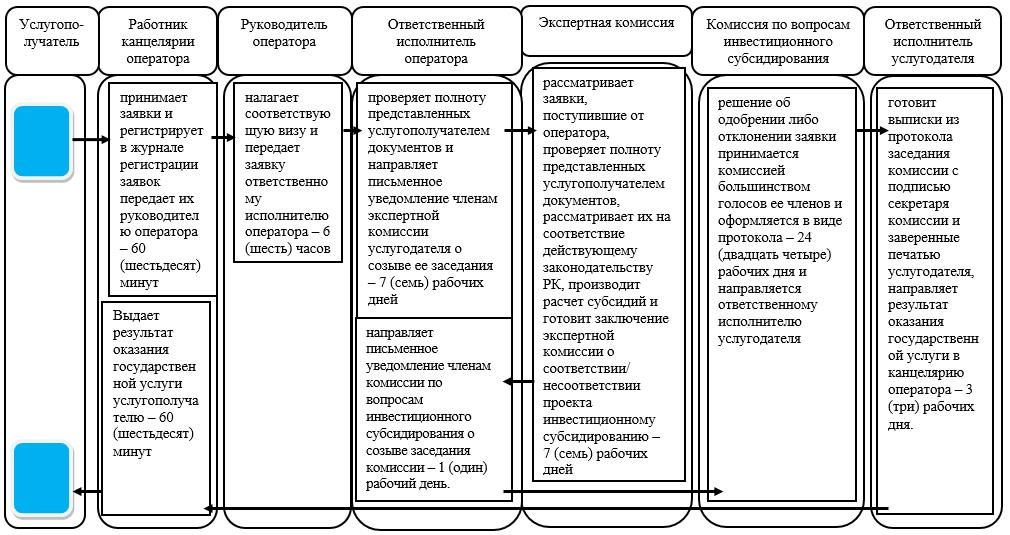 Услугопо-
лучатель
Работник
канцелярии
оператора
Руководитель
оператора
Ответственный
исполнитель
оператора
Экспертная комиссия
Комиссия по вопросам
инвестиционного
субсидирования
Ответственный
исполнитель
услугодателя
принимает
заявки и
регистрирует
в журнале
регистрации
заявок
передает их
руководител
ю оператора
– 60
(шестьдесят)
минут
Выдает
результат
оказания
государствен
ной услуги
услугополуча
телю – 60
(шестьдесят)
минут
налагает
соответствую
щую визу и
передает
заявку
ответственно
му
исполнителю
оператора – 6
(шесть) часов
проверяет полноту
представленных
услугополучателем
документов и
направляет
письменное
уведомление членам
экспертной
комиссии
услугодателя о
созыве ее заседания
– 7 (семь) рабочих
дней
направляет
письменное
уведомление членам
комиссии по
вопросам
инвестиционного
субсидирования о
созыве заседания
комиссии – 1 (один)
рабочий день.
рассматривает
заявки,
поступившие от
оператора,
проверяет полноту
представленных
услугополучателем
документов,
рассматривает их на
соответствие
действующему
законодательству
РК, производит
расчет субсидий и
готовит заключение
экспертной
комиссии о
соответствии/
несоответствии
проекта
инвестиционному
субсидированию –
7 (семь) рабочих
дней
решение об
одобрении либо
отклонении заявки
принимается
комиссией
большинством
голосов ее членов и
оформляется в виде
протокола – 24
(двадцать четыре)
рабочих дня и
направляется
ответственному
исполнителю
услугодателя
готовит
выписки из
протокола
заседания
комиссии с
подписью
секретаря
комиссии и
заверенные
печатью
услугодателя,
направляет
результат
оказания
государственн
ой услуги в
канцелярию
оператора – 3
(три) рабочих
дня.